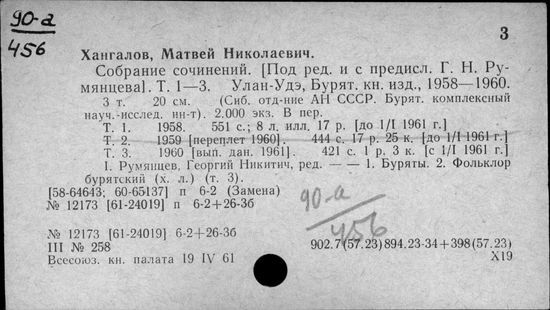 90-а
456
3
Хангалов, Матвей Николаевич.
Собрание сочинений. [Под ред. и с предисл. Г. Н. Ру-
мянцева]. Т. 1—3. Улан-Удэ, Бурят. кн. изд., 1958—1960.
3 т. 20 см. (Сиб. отд-ние АН СССР. Бурят. комплексный
науч.-исслед. ин-т). 2.000 экз. В пер.
Т. 1. 1958. 551 с.; 8 л. илл. 17 р. [до 1/I 1961 г.]
Т. 2. 1959 [переплет 1960]. 444 с. 17 р. 25 к. [до 1/I 1961 г.]
Т. 3. 1960 [вып. дан. 1961]. 421 с. 1 р. 3 к. [с 1/I 1961 г.]
1. Румянцев, Георгий Никитич, ред. — — 1. Буряты. 2. Фольклор
бурятский (х. л.) (т. 3).
[58-64643; 60-65137] п 6-2 (Замена)
№ 12173 [61-24019] п 6-2+26-3б
90-а
456
№ 12173 [61-24019] 6-2+26-3б
III № 258
902.7(57.23)894.23-34+398(57.23)
Всесоюз. кн. палата 19 IV 61
X19